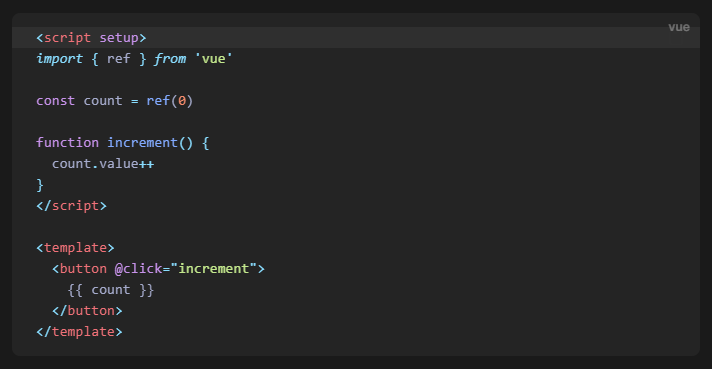 vue
<script setup>
import { ref } from 'vue'

const count = ref(0)

function increment() {
  count.value++
}
</script>

<template>
  <button @click="increment">
    {{ count }}
  </button>
</template>